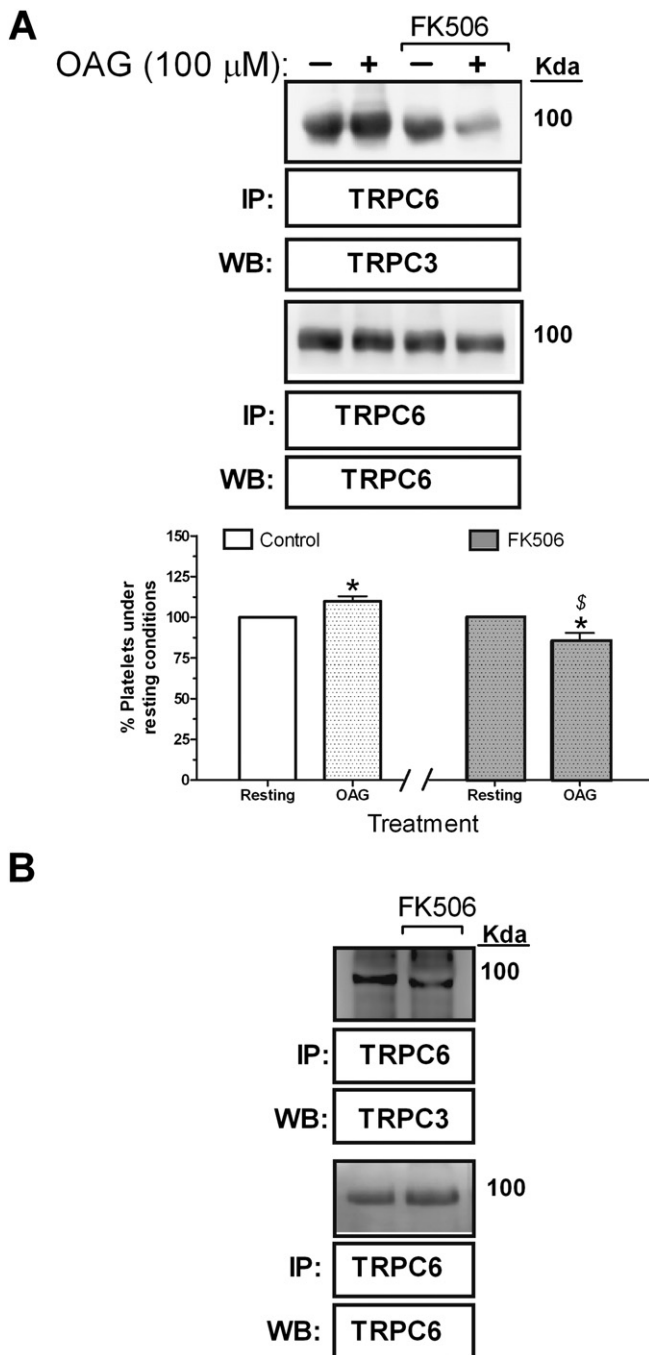 A
FK506
OAG (100 μM): − + − + Kda
100
IP: TRPC6
WB: TRPC3
100
IP: TRPC6
WB: TRPC6
% Platelets under
resting conditions
150
125
100
75
50
25
0
Control
FK506
*
$
*
Resting OAG // Resting OAG
Treatment
B
FK506
Kda
100
IP: TRPC6
WB: TRPC3
100
IP: TRPC6
WB: TRPC6